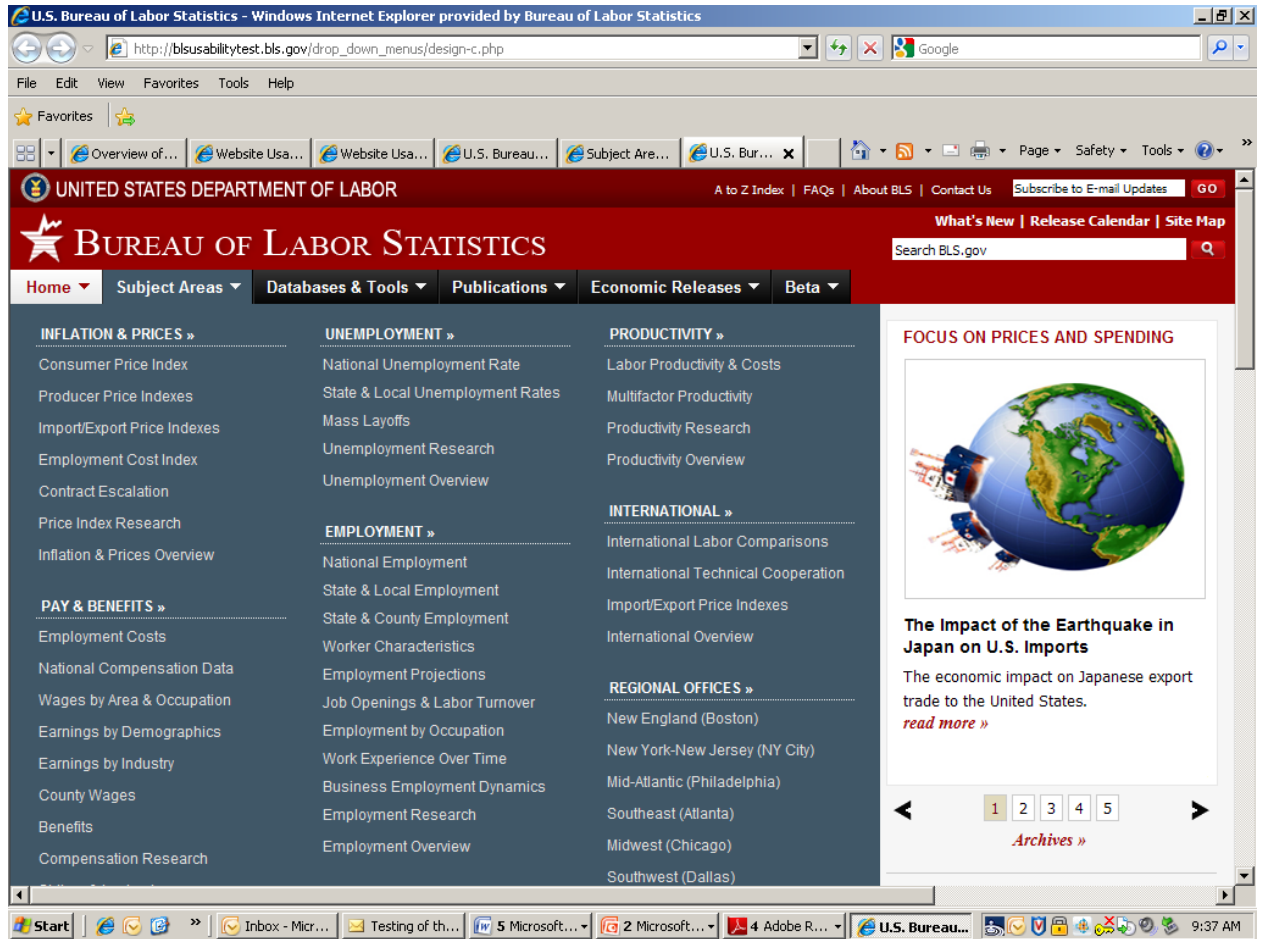 U.S. Bureau of Labor Statistics - Windows Internet Explorer provided by Bureau of Labor Statistics
http://blsusabilitytest.bls.gov/drop_down_menus/design-c.php
Google
File Edit View Favorites Tools Help
Favorites
Overview of... Website Usa... Website Usa... U.S. Bureau... Subject Are... U.S. Bur... Page Safety Tools
UNITED STATES DEPARTMENT OF LABOR
A to Z Index | FAQs | About BLS | Contact Us Subscribe to E-mail Updates GO
BUREAU OF LABOR STATISTICS
What's New | Release Calendar | Site Map
Search BLS.gov
Home Subject Areas Databases & Tools Publications Economic Releases Beta
INFLATION & PRICES »
Consumer Price Index
Producer Price Indexes
Import/Export Price Indexes
Employment Cost Index
Contract Escalation
Price Index Research
Inflation & Prices Overview
PAY & BENEFITS »
Employment Costs
National Compensation Data
Wages by Area & Occupation
Earnings by Demographics
Earnings by Industry
County Wages
Benefits
Compensation Research
UNEMPLOYMENT »
National Unemployment Rate
State & Local Unemployment Rates
Mass Layoffs
Unemployment Research
Unemployment Overview
EMPLOYMENT »
National Employment
State & Local Employment
State & County Employment
Worker Characteristics
Employment Projections
Job Openings & Labor Turnover
Employment by Occupation
Work Experience Over Time
Business Employment Dynamics
Employment Research
Employment Overview
PRODUCTIVITY »
Labor Productivity & Costs
Multifactor Productivity
Productivity Research
Productivity Overview
INTERNATIONAL »
International Labor Comparisons
International Technical Cooperation
Import/Export Price Indexes
International Overview
REGIONAL OFFICES »
New England (Boston)
New York-New Jersey (NY City)
Mid-Atlantic (Philadelphia)
Southeast (Atlanta)
Midwest (Chicago)
Southwest (Dallas)
FOCUS ON PRICES AND SPENDING
The Impact of the Earthquake in
Japan on U.S. Imports
The economic impact on Japanese export
trade to the United States.
read more »
1 2 3 4 5
Archives »
Start Inbox - Micr... Testing of th... 5 Microsoft... 2 Microsoft... 4 Adobe R... U.S. Bureau... 9:37 AM